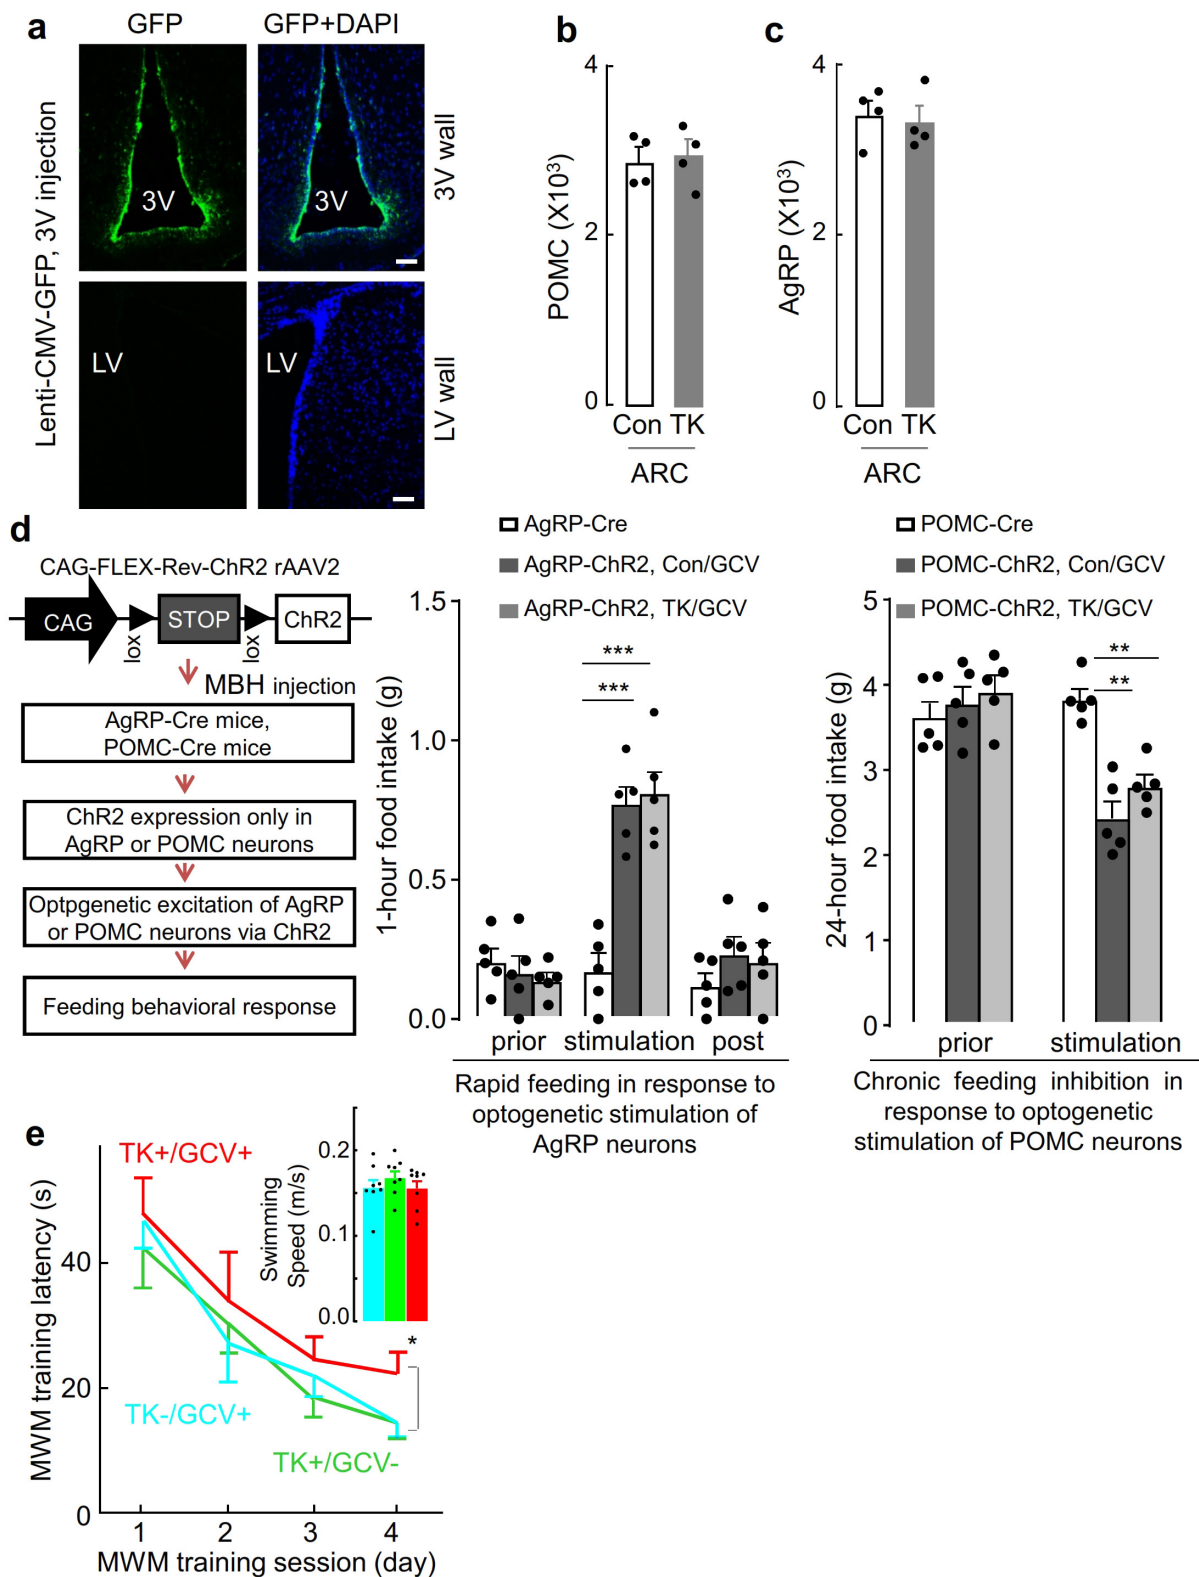 a
GFP
GFP+DAPI
Lenti-CMV-GFP, 3V injection
3V
3V
3V wall
LV
LV
LV wall
b
POMC (X10³)
4
2
0
Con TK
ARC
c
AgRP (X10³)
4
2
0
Con TK
ARC
d
CAG-FLEX-Rev-ChR2 rAAV2
CAG
lox
STOP
lox
ChR2
MBH injection
AgRP-Cre mice,
POMC-Cre mice
ChR2 expression only in
AgRP or POMC neurons
Optpgenetic excitation of AgRP
or POMC neurons via ChR2
Feeding behavioral response
AgRP-Cre
AgRP-ChR2, Con/GCV
AgRP-ChR2, TK/GCV
1-hour food intake (g)
1.5
1.0
0.5
0.0
***
***
prior stimulation post
Rapid feeding in response to
optogenetic stimulation of
AgRP neurons
POMC-Cre
POMC-ChR2, Con/GCV
POMC-ChR2, TK/GCV
24-hour food intake (g)
5
4
3
2
1
0
**
**
prior stimulation
Chronic feeding inhibition in
response to optogenetic
stimulation of POMC neurons
e
MWM training latency (s)
40
20
0
TK+/GCV+
TK-/GCV+
TK+/GCV-
*
Swimming
Speed (m/s)
0.2
0.1
0.0
1 2 3 4
MWM training session (day)